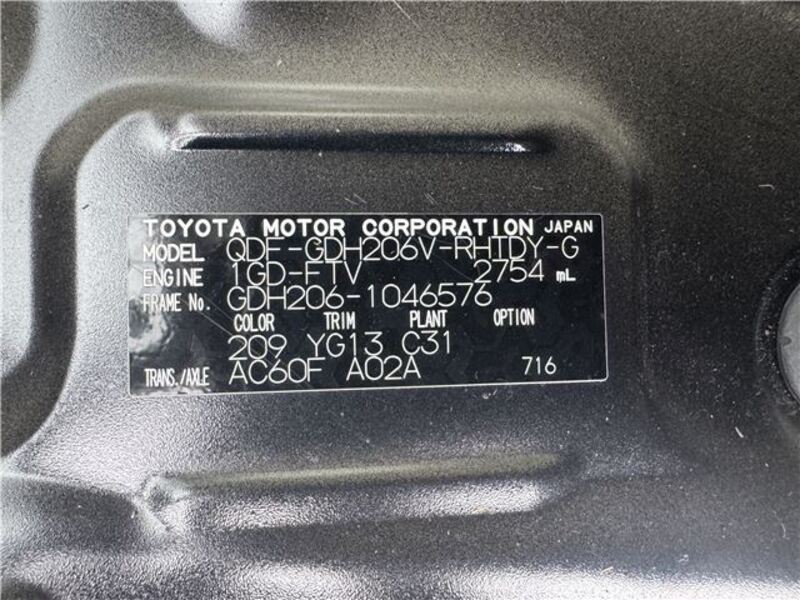 TOYOTA MOTOR CORPORATION JAPAN
MODEL QDF-GDH206V-RHTDY-G
ENGINE 1GD-FTV 2754 mL
FRAME No. GDH206-1046576
COLOR TRIM PLANT OPTION
209 YG13 C31
TRANS./AXLE AC60F A02A 716